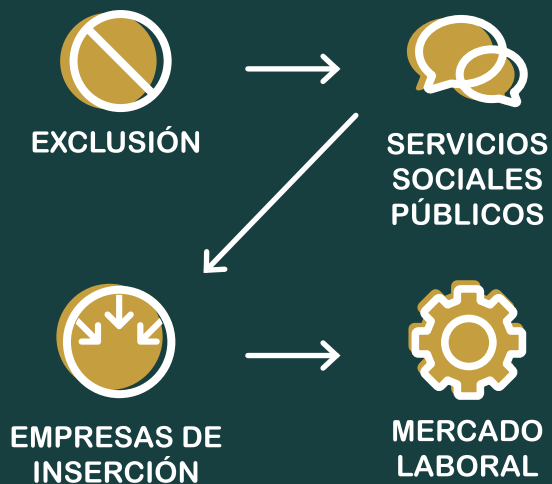 EXCLUSIÓN
SERVICIOS
SOCIALES
PÚBLICOS
EMPRESAS DE
INSERCIÓN
MERCADO
LABORAL